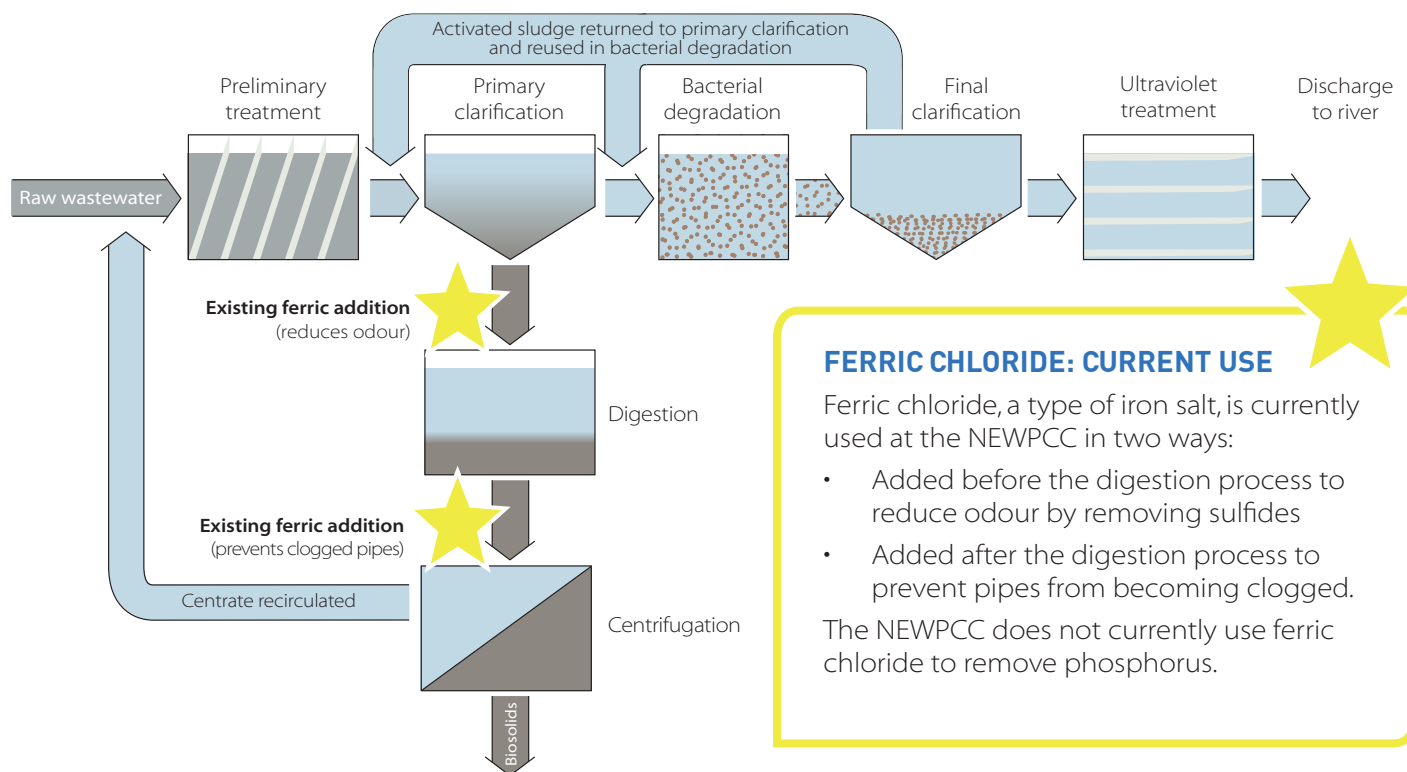 Activated sludge returned to primary clarification
and reused in bacterial degradation
Preliminary
treatment
Primary
clarification
Bacterial
degradation
Final
clarification
Ultraviolet
treatment
Discharge
to river
Raw wastewater
Existing ferric addition
(reduces odour)
Digestion
Existing ferric addition
(prevents clogged pipes)
Centrate recirculated
Centrifugation
Biosolids
FERRIC CHLORIDE: CURRENT USE
Ferric chloride, a type of iron salt, is currently
used at the NEWPCC in two ways:
• Added before the digestion process to
reduce odour by removing sulfides
• Added after the digestion process to
prevent pipes from becoming clogged.
The NEWPCC does not currently use ferric
chloride to remove phosphorus.